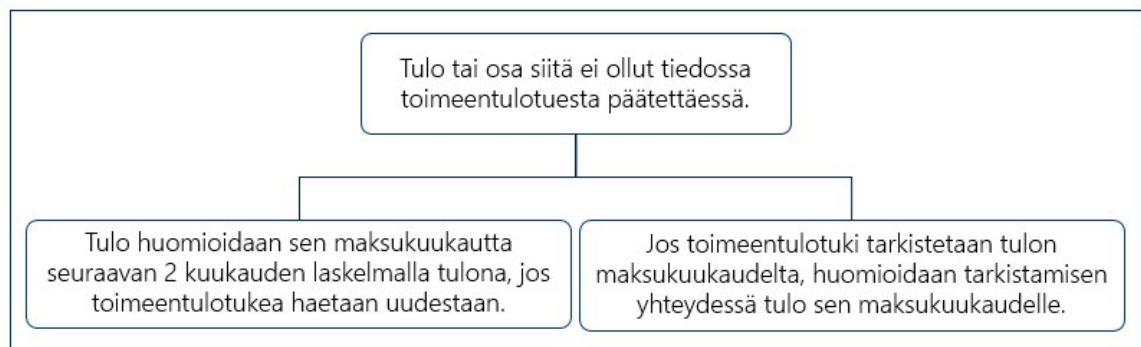 Tulo tai osa siitä ei ollut tiedossa
toimeentulotuesta päätettäessä.
Tulo huomioidaan sen maksukuukautta
seuraavan 2 kuukauden laskelmalla tulona, jos
toimeentulotukea haetaan uudestaan.
Jos toimeentulotuki tarkistetaan tulon
maksukuukaudelta, huomioidaan tarkistamisen
yhteydessä tulo sen maksukuukaudelle.